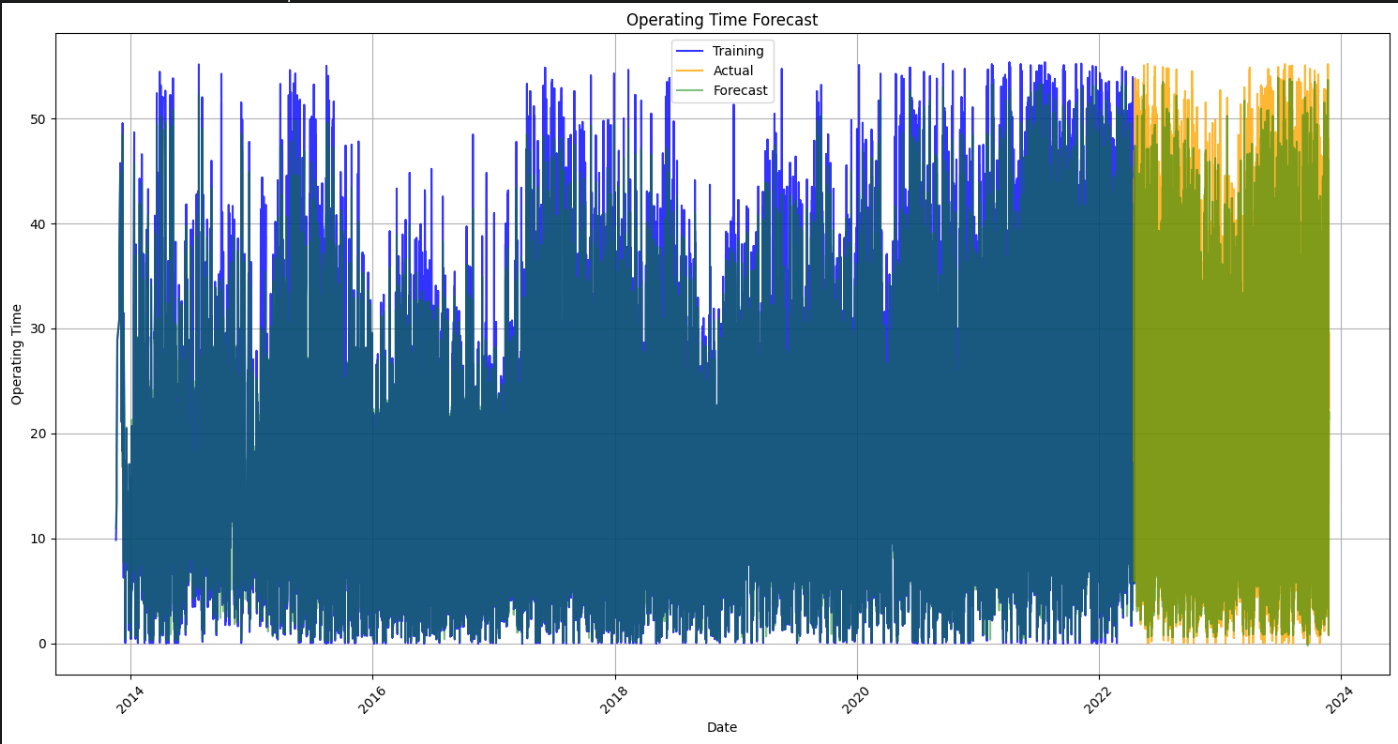 Operating Time Forecast
Training
Actual
Forecast
Operating Time
50
40
30
20
10
0
2014
2016
2018
2020
2022
2024
Date